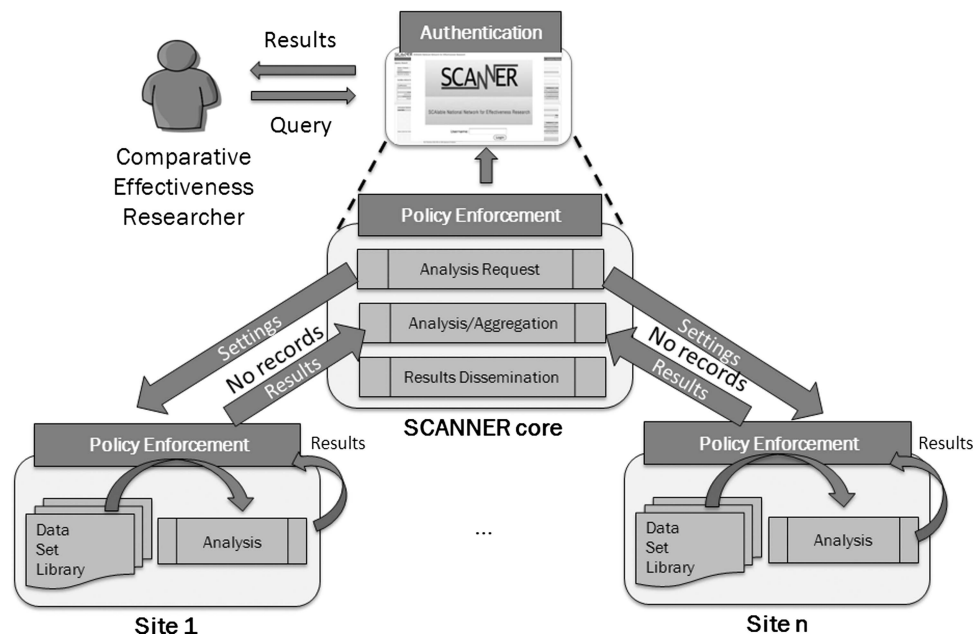 Results
Query
Comparative
Effectiveness
Researcher
Authentication
SCANNER
SCAlable National Network for Effectiveness Research
Policy Enforcement
Analysis Request
Analysis/Aggregation
Results Dissemination
SCANNER core
Settings
No records
Results
Settings
No records
Results
Policy Enforcement
Results
Data
Set
Library
Analysis
Site 1
...
Policy Enforcement
Results
Data
Set
Library
Analysis
Site n